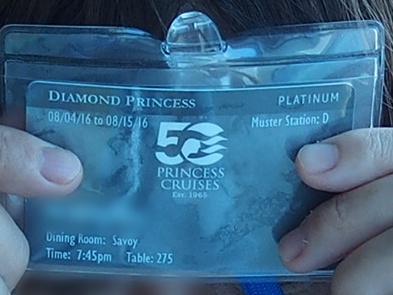 DIAMOND PRINCESS PLATINUM
08/04/16 to 08/15/16 Muster Station: D
50
PRINCESS
CRUISES
Est. 1965
Dining Room: Savoy
Time: 7:45pm Table: 275